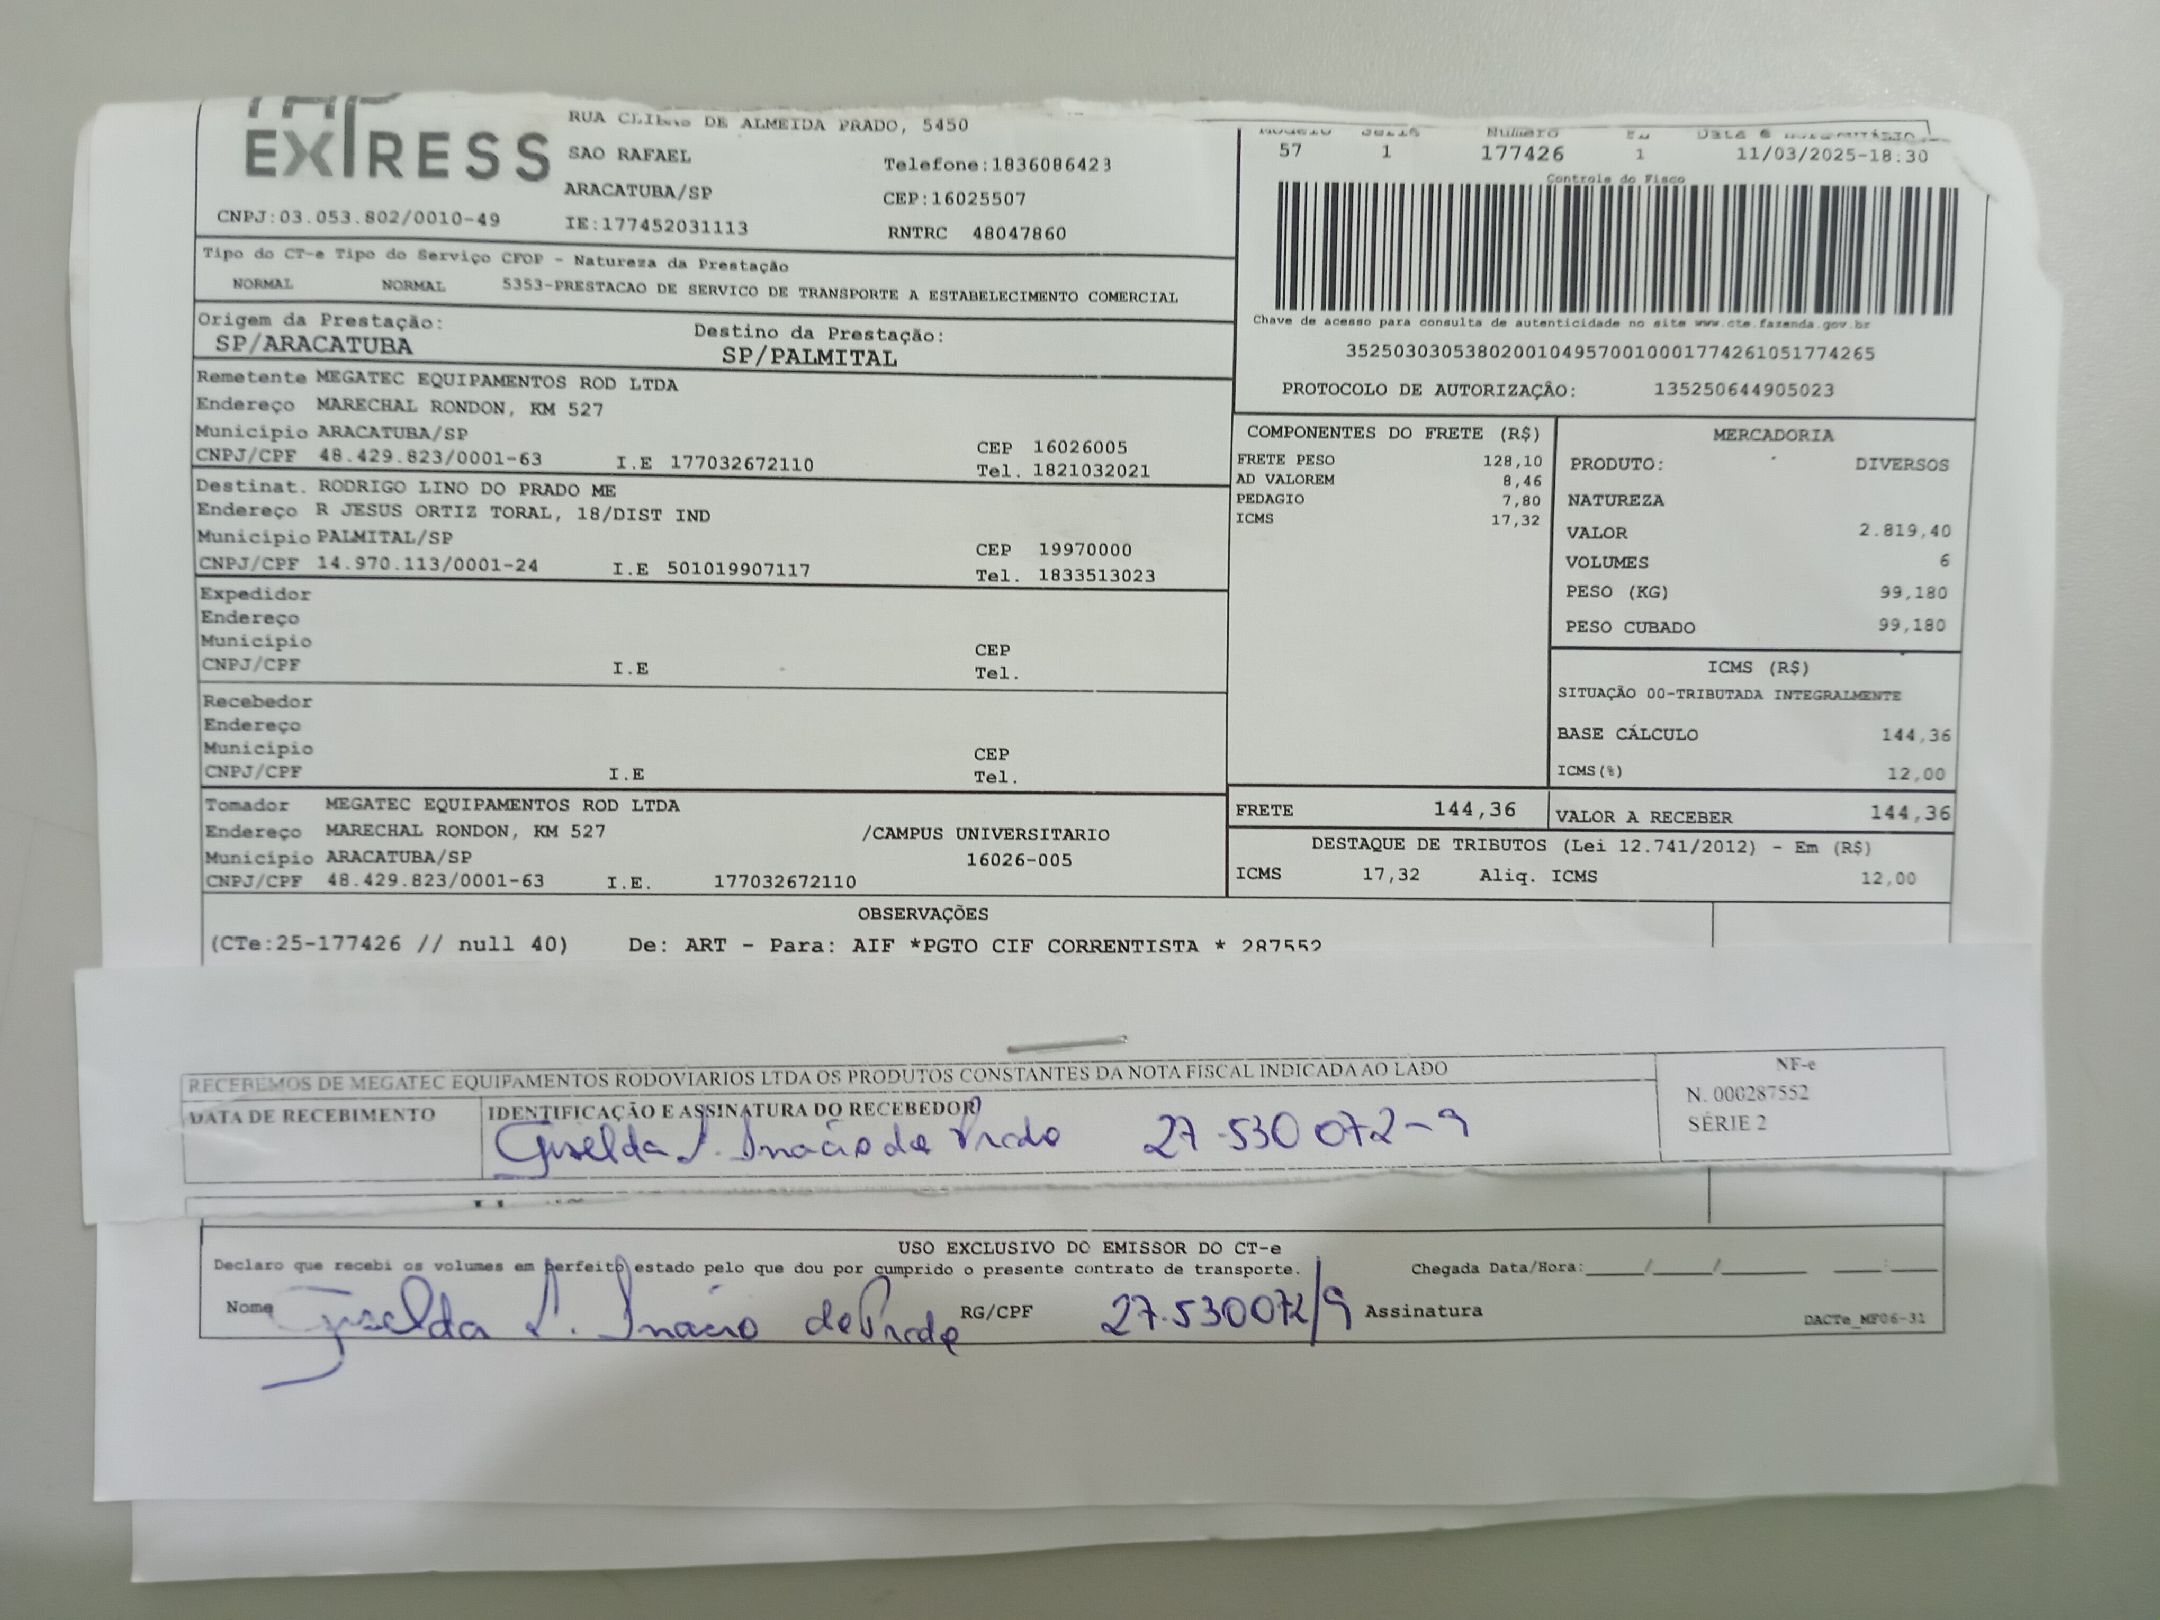 EXPRESS
RUA DE ALMEIDA PRADO, 5450
SAO RAFAEL
Telefone:1836086423
ARACATUBA/SP
CEP:16025507
CNPJ:03.053.802/0010-49
IE:177452031113
RNTRC 48047860
Modelo Série Número
57 1 177426 1 11/03/2025-18:30
Controle do Fisco
Chave de acesso para consulta de autenticidade no site www.cte.fazenda.gov.br
35250303053802001049570010001774261051774265
PROTOCOLO DE AUTORIZAÇÃO: 135250644905023
Tipo do CT-e Tipo do Serviço CFOP - Natureza da Prestação
NORMAL NORMAL 5353-PRESTACAO DE SERVICO DE TRANSPORTE A ESTABELECIMENTO COMERCIAL
Origem da Prestação: Destino da Prestação:
SP/ARACATUBA SP/PALMITAL
Remetente MEGATEC EQUIPAMENTOS ROD LTDA
Endereço MARECHAL RONDON, KM 527
Município ARACATUBA/SP CEP 16026005
CNPJ/CPF 48.429.823/0001-63 I.E 177032672110 Tel. 1821032021
Destinat. RODRIGO LINO DO PRADO ME
Endereço R JESUS ORTIZ TORAL, 18/DIST IND
Município PALMITAL/SP CEP 19970000
CNPJ/CPF 14.970.113/0001-24 I.E 501019907117 Tel. 1833513023
Expedidor
Endereço
Município CEP
CNPJ/CPF I.E Tel.
Recebedor
Endereço
Município CEP
CNPJ/CPF I.E Tel.
Tomador MEGATEC EQUIPAMENTOS ROD LTDA
Endereço MARECHAL RONDON, KM 527 /CAMPUS UNIVERSITARIO
Município ARACATUBA/SP 16026-005
CNPJ/CPF 48.429.823/0001-63 I.E. 177032672110
COMPONENTES DO FRETE (R$)
FRETE PESO 128,10
AD VALOREM 8,46
PEDAGIO 7,80
ICMS 17,32
MERCADORIA
PRODUTO: DIVERSOS
NATUREZA
VALOR 2.819,40
VOLUMES 6
PESO (KG) 99,180
PESO CUBADO 99,180
ICMS (R$)
SITUAÇÃO 00-TRIBUTADA INTEGRALMENTE
BASE CÁLCULO 144,36
ICMS(%) 12,00
FRETE 144,36 VALOR A RECEBER 144,36
DESTAQUE DE TRIBUTOS (Lei 12.741/2012) - Em (R$)
ICMS 17,32 Aliq. ICMS 12,00
OBSERVAÇÕES
(CTe:25-177426 // null 40) De: ART - Para: AIF *PGTO CIF CORRENTISTA * 287552
RECEBEMOS DE MEGATEC EQUIPAMENTOS RODOVIARIOS LTDA OS PRODUTOS CONSTANTES DA NOTA FISCAL INDICADA AO LADO
NF-e
N. 000287552
SÉRIE 2
DATA DE RECEBIMENTO IDENTIFICAÇÃO E ASSINATURA DO RECEBEDOR
Giselda S. Inácio de Prado 27.530072-9
USO EXCLUSIVO DO EMISSOR DO CT-e
Declaro que recebi os volumes em perfeito estado pelo que dou por cumprido o presente contrato de transporte. Chegada Data/Hora:
Nome Giselda S. Inácio de Prado RG/CPF 27.530072/9 Assinatura
DACTe_MF06-31